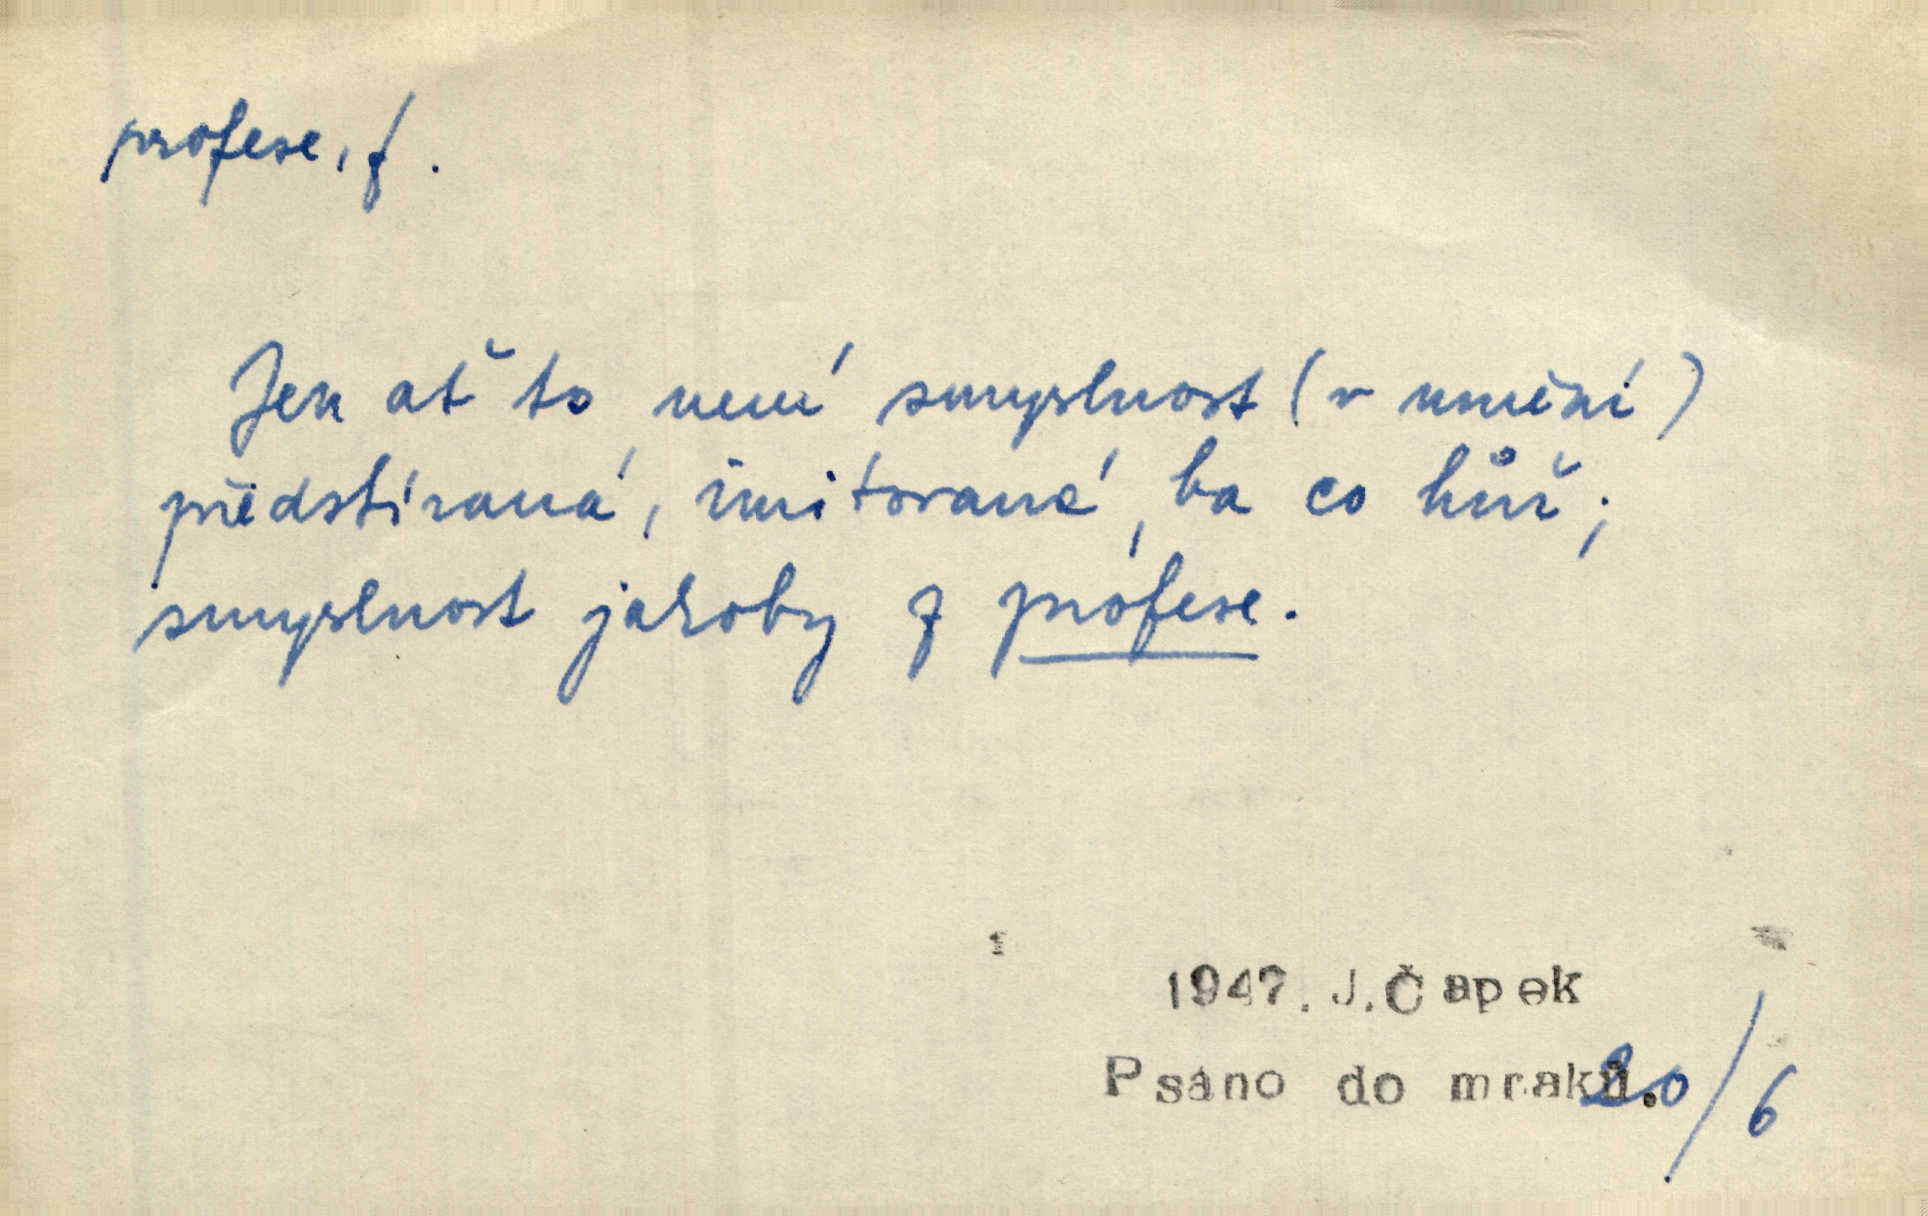 profese, f.
Jen ať to není smyslnost (v umění)
předstíraná, imitovaná, ba co hůř;
smyslnost jakoby z profese.
1947. J. Čapek
Psáno do mraků. 20/6